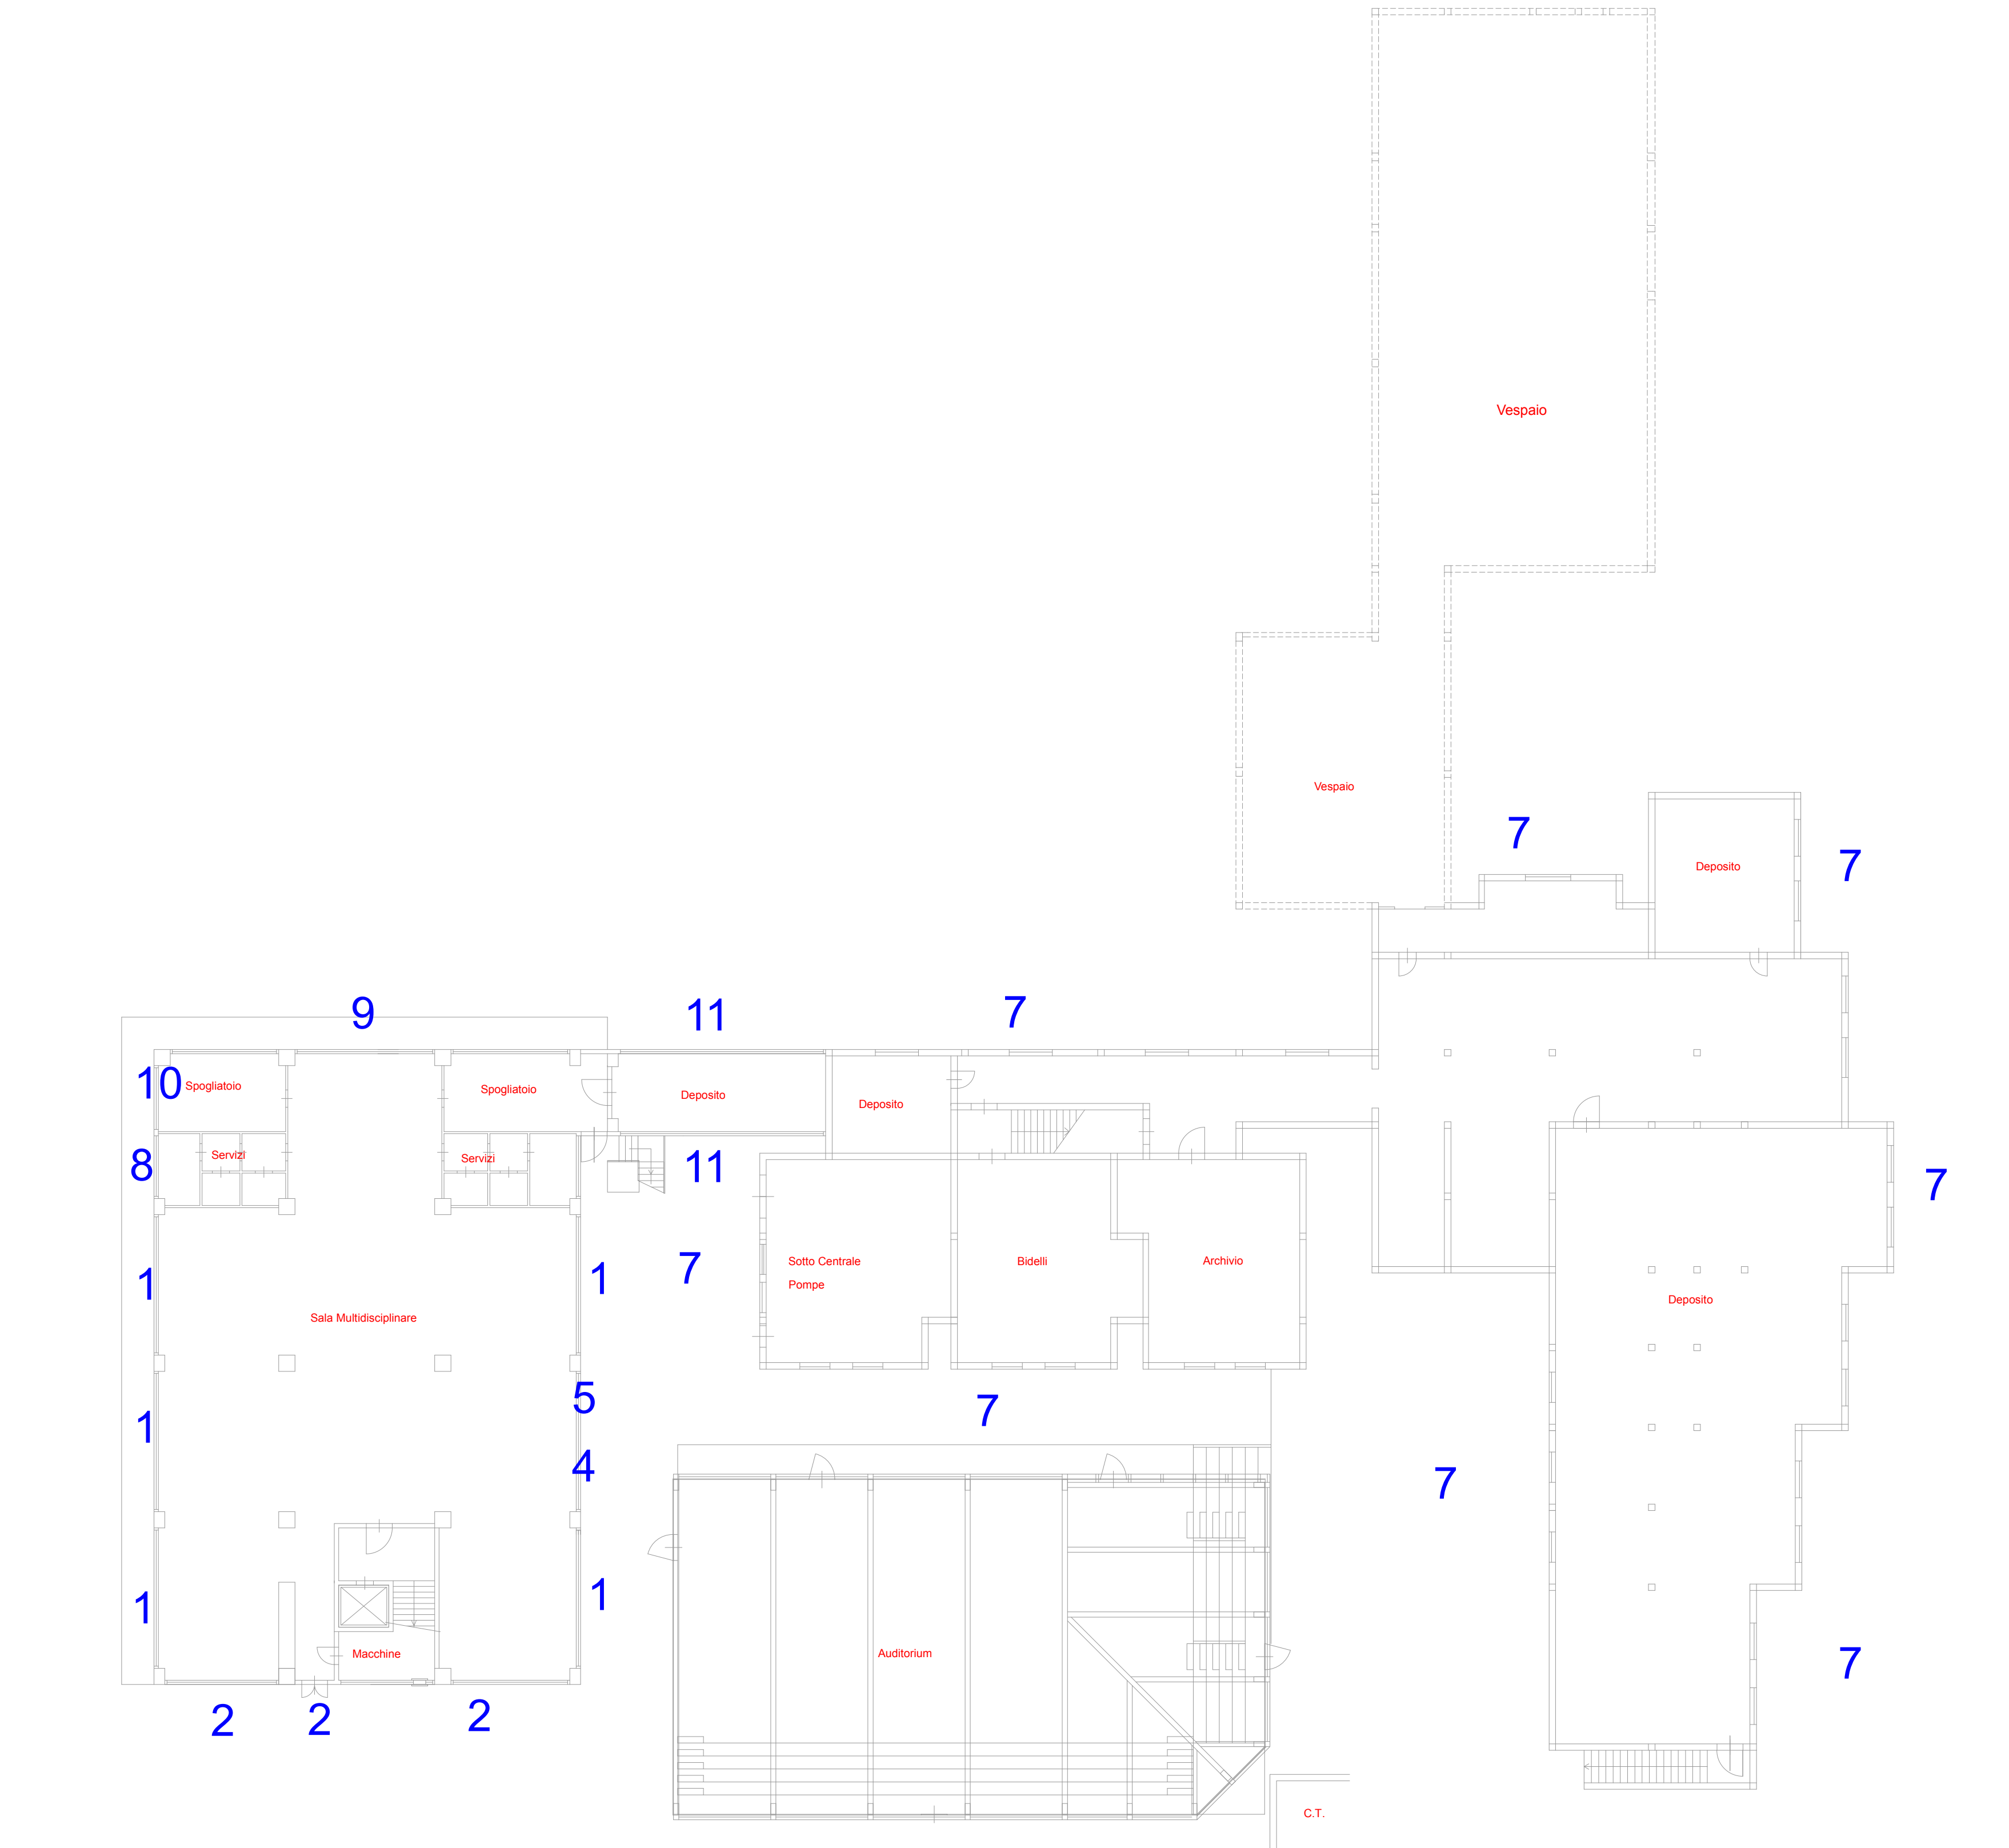 Vespaio
Vespaio
7
7
Deposito
9
11
7
10
Spogliatoio
Spogliatoio
Deposito
Deposito
8
Servizi
Servizi
11
7
1
1
7
Sotto Centrale
Pompe
Bidelli
Archivio
Sala Multidisciplinare
Deposito
5
1
7
4
7
1
1
Macchine
Auditorium
7
2
2
2
C.T.